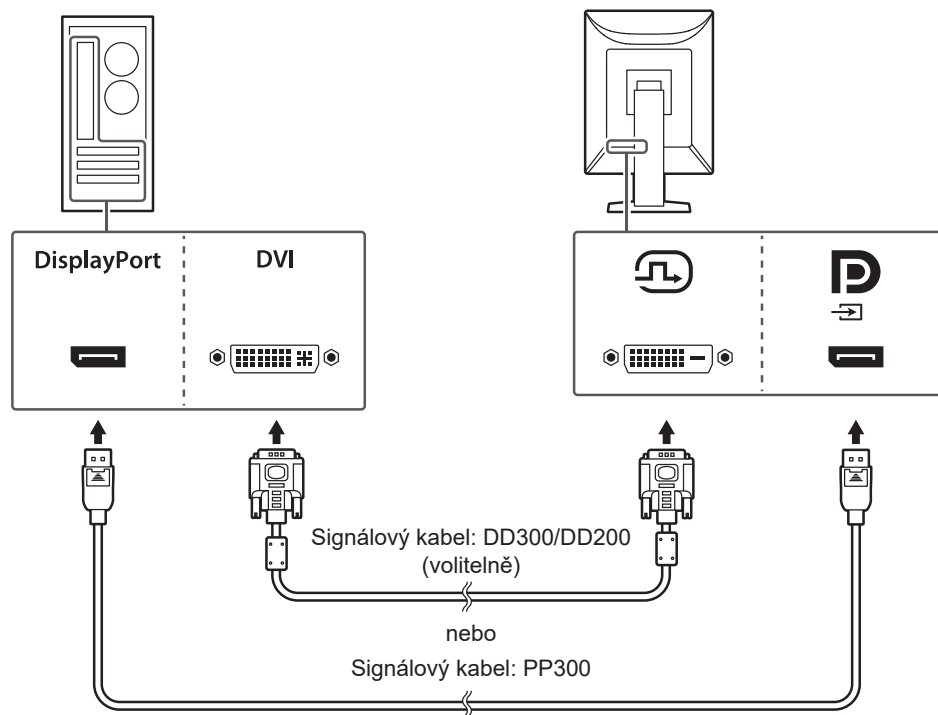 DisplayPort
DVI
Signálový kabel: DD300/DD200
(volitelně)
nebo
Signálový kabel: PP300